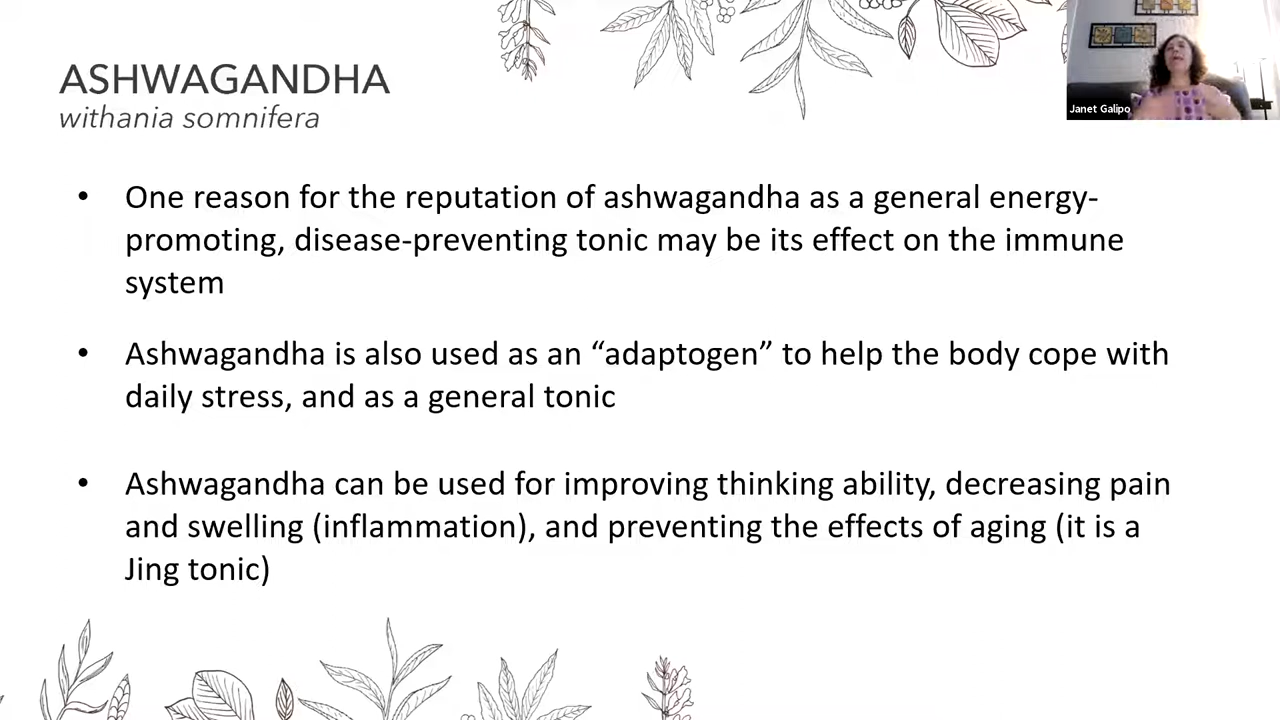 ASHWAGANDHA
withania somnifera
Janet Galipo
• One reason for the reputation of ashwagandha as a general energy-
promoting, disease-preventing tonic may be its effect on the immune
system
• Ashwagandha is also used as an “adaptogen” to help the body cope with
daily stress, and as a general tonic
• Ashwagandha can be used for improving thinking ability, decreasing pain
and swelling (inflammation), and preventing the effects of aging (it is a
Jing tonic)